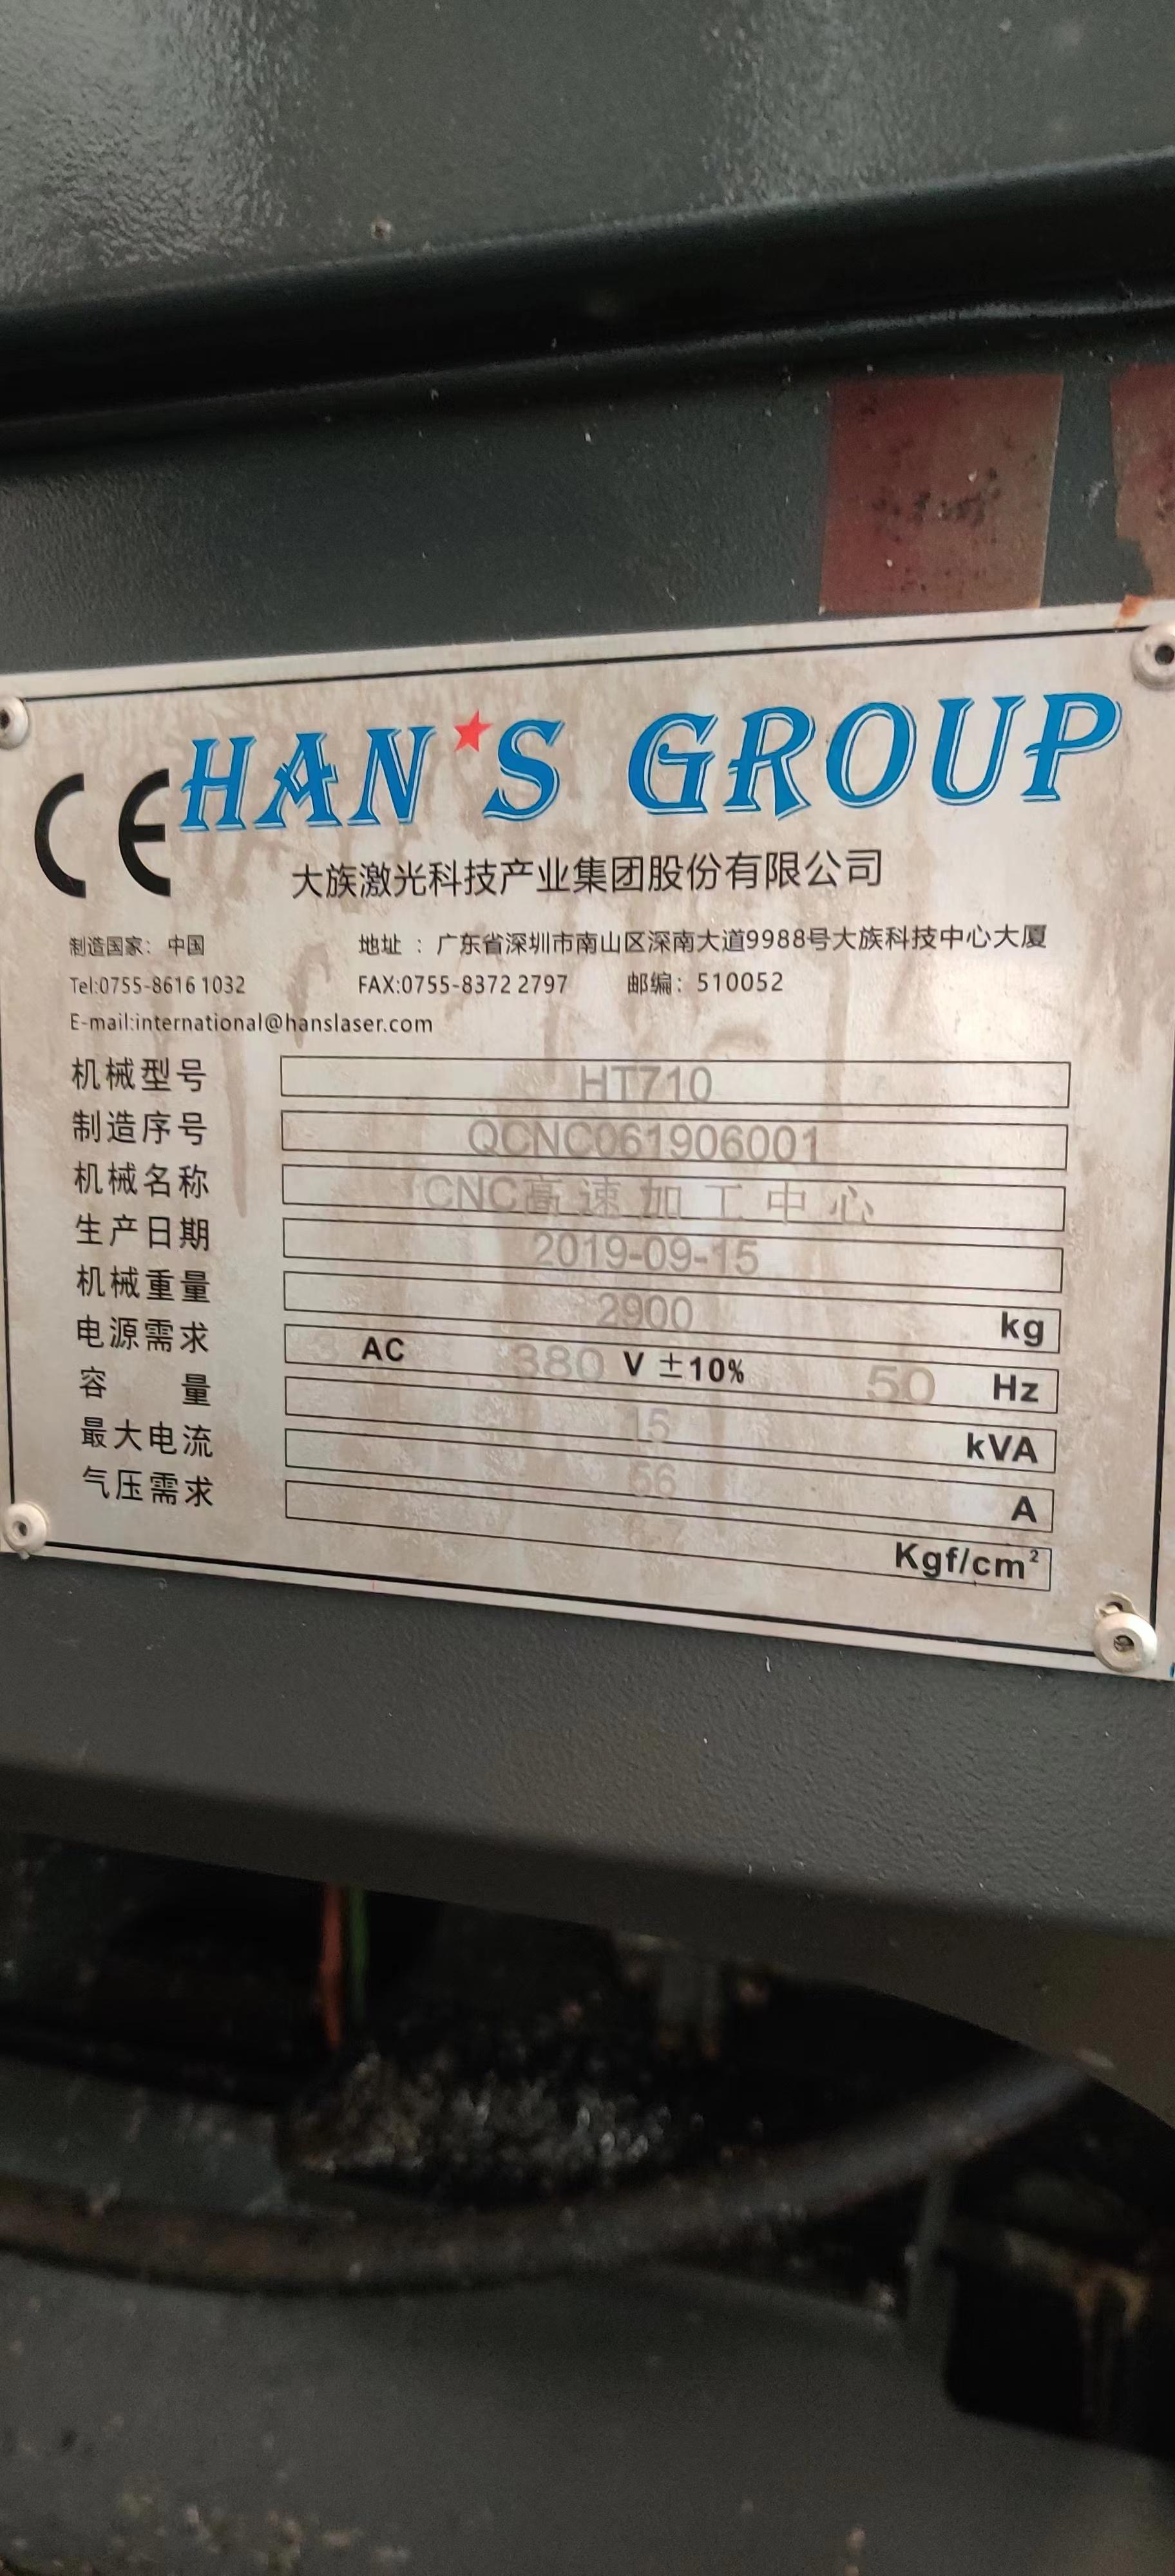 CE HAN'S GROUP
大族激光科技产业集团股份有限公司
制造国家: 中国 地址 : 广东省深圳市南山区深南大道9988号大族科技中心大厦
Tel:0755-8616 1032 FAX:0755-8372 2797 邮编: 510052
E-mail:international@hanslaser.com
机械型号 HT710
制造序号 QCNC061906001
机械名称 CNC高速加工中心
生产日期 2019-09-15
机械重量 2900 kg
电源需求 AC 380 V ±10% 50 Hz
容 量 15 kVA
最大电流 56 A
气压需求 Kgf/cm²